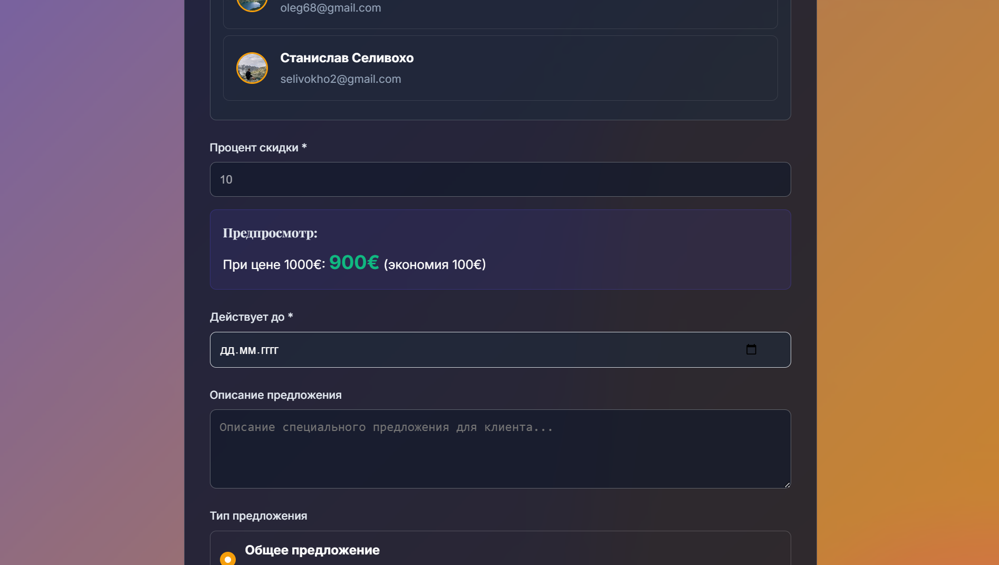 oleg68@gmail.com
Станислав Селивохо
selivokho2@gmail.com
Процент скидки *
10
Предпросмотр:
При цене 1000€: 900€ (экономия 100€)
Действует до *
ДД.ММ.ГГГГ
Описание предложения
Описание специального предложения для клиента...
Тип предложения
Общее предложение